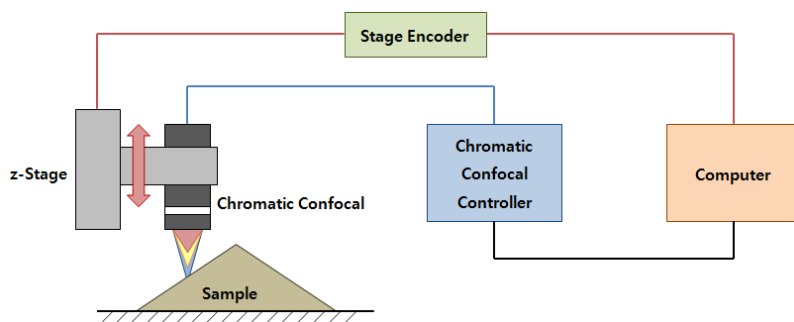 Stage Encoder
z-Stage
Chromatic Confocal
Chromatic
Confocal
Controller
Computer
Sample